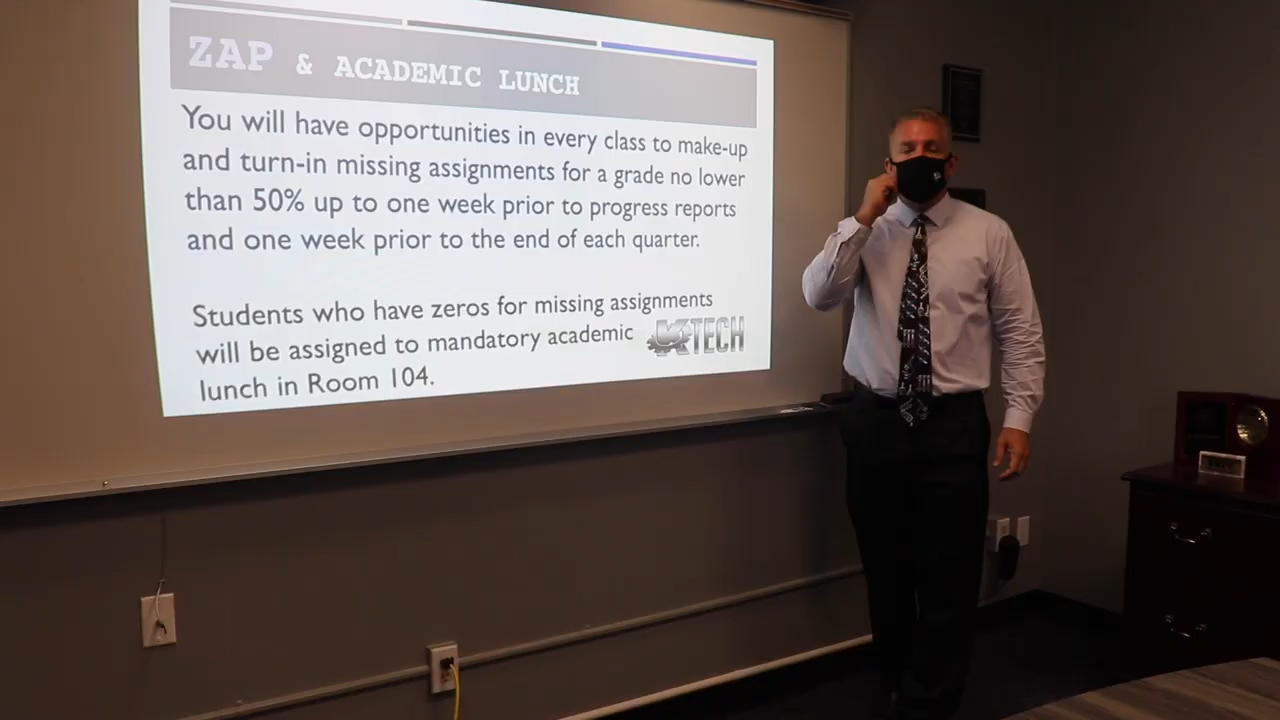 ZAP & ACADEMIC LUNCH
You will have opportunities in every class to make-up
and turn-in missing assignments for a grade no lower
than 50% up to one week prior to progress reports
and one week prior to the end of each quarter.
Students who have zeros for missing assignments
will be assigned to mandatory academic
lunch in Room 104.
KTECH